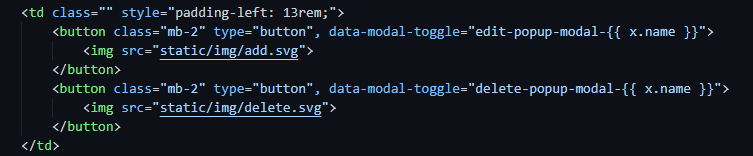 <td class="" style="padding-left: 13rem;">
<button class="mb-2" type="button", data-modal-toggle="edit-popup-modal-{{ x.name }}">
<img src="static/img/add.svg">
</button>
<button class="mb-2" type="button", data-modal-toggle="delete-popup-modal-{{ x.name }}">
<img src="static/img/delete.svg">
</button>
</td>